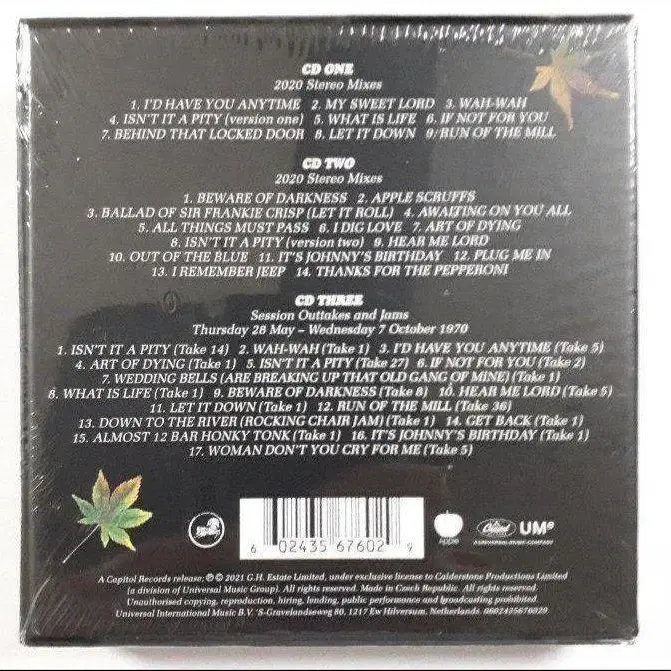 CD ONE
2020 Stereo Mixes
1. I'D HAVE YOU ANYTIME 2. MY SWEET LORD 3. WAH-WAH
4. ISN'T IT A PITY (version one) 5. WHAT IS LIFE 6. IF NOT FOR YOU
7. BEHIND THAT LOCKED DOOR 8. LET IT DOWN 9. RUN OF THE MILL
CD TWO
2020 Stereo Mixes
1. BEWARE OF DARKNESS 2. APPLE SCRUFFS
3. BALLAD OF SIR FRANKIE CRISP (LET IT ROLL) 4. AWAITING ON YOU ALL
5. ALL THINGS MUST PASS 6. I DIG LOVE 7. ART OF DYING
8. ISN'T IT A PITY (version two) 9. HEAR ME LORD
10. OUT OF THE BLUE 11. IT'S JOHNNY'S BIRTHDAY 12. PLUG ME IN
13. I REMEMBER JEEP 14. THANKS FOR THE PEPPERONI
CD THREE
Session Outtakes and Jams
Thursday 28 May – Wednesday 7 October 1970
1. ISN'T IT A PITY (Take 14) 2. WAH-WAH (Take 1) 3. I'D HAVE YOU ANYTIME (Take 5)
4. ART OF DYING (Take 1) 5. ISN'T IT A PITY (Take 27) 6. IF NOT FOR YOU (Take 2)
7. WEDDING BELLS (ARE BREAKING UP THAT OLD GANG OF MINE) (Take 1)
8. WHAT IS LIFE (Take 1) 9. BEWARE OF DARKNESS (Take 8) 10. HEAR ME LORD (Take 5)
11. LET IT DOWN (Take 1) 12. RUN OF THE MILL (Take 36)
13. DOWN TO THE RIVER (ROCKING CHAIR JAM) (Take 1) 14. GET BACK (Take 1)
15. ALMOST 12 BAR HONKY TONK (Take 1) 16. IT'S JOHNNY'S BIRTHDAY (Take 1)
17. WOMAN DON'T YOU CRY FOR ME (Take 5)
6 02435 67602 9
Apple
Capitol
UMe
A UNIVERSAL MUSIC COMPANY
A Capitol Records release; ℗ © 2021 G.H. Estate Limited, under exclusive license to Calderstone Productions Limited
(a division of Universal Music Group). All rights reserved. Made in Czech Republic. All rights reserved.
Unauthorised copying, reproduction, hiring, lending, public performance and broadcasting prohibited.
Universal International Music B.V. 'S-Gravelandseweg 80, 1217 Ew Hilversum, Netherlands. 0602435676029